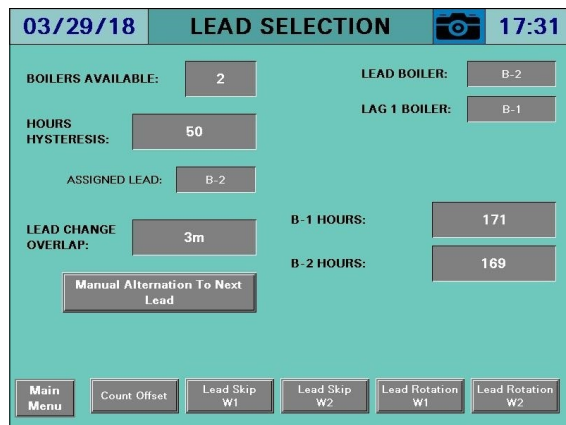 03/29/18 LEAD SELECTION 17:31
BOILERS AVAILABLE: 2
LEAD BOILER: B-2
LAG 1 BOILER: B-1
HOURS
HYSTERESIS: 50
ASSIGNED LEAD: B-2
LEAD CHANGE
OVERLAP: 3m
B-1 HOURS: 171
B-2 HOURS: 169
Manual Alternation To Next
Lead
Main
Menu
Count Offset
Lead Skip
W1
Lead Skip
W2
Lead Rotation
W1
Lead Rotation
W2